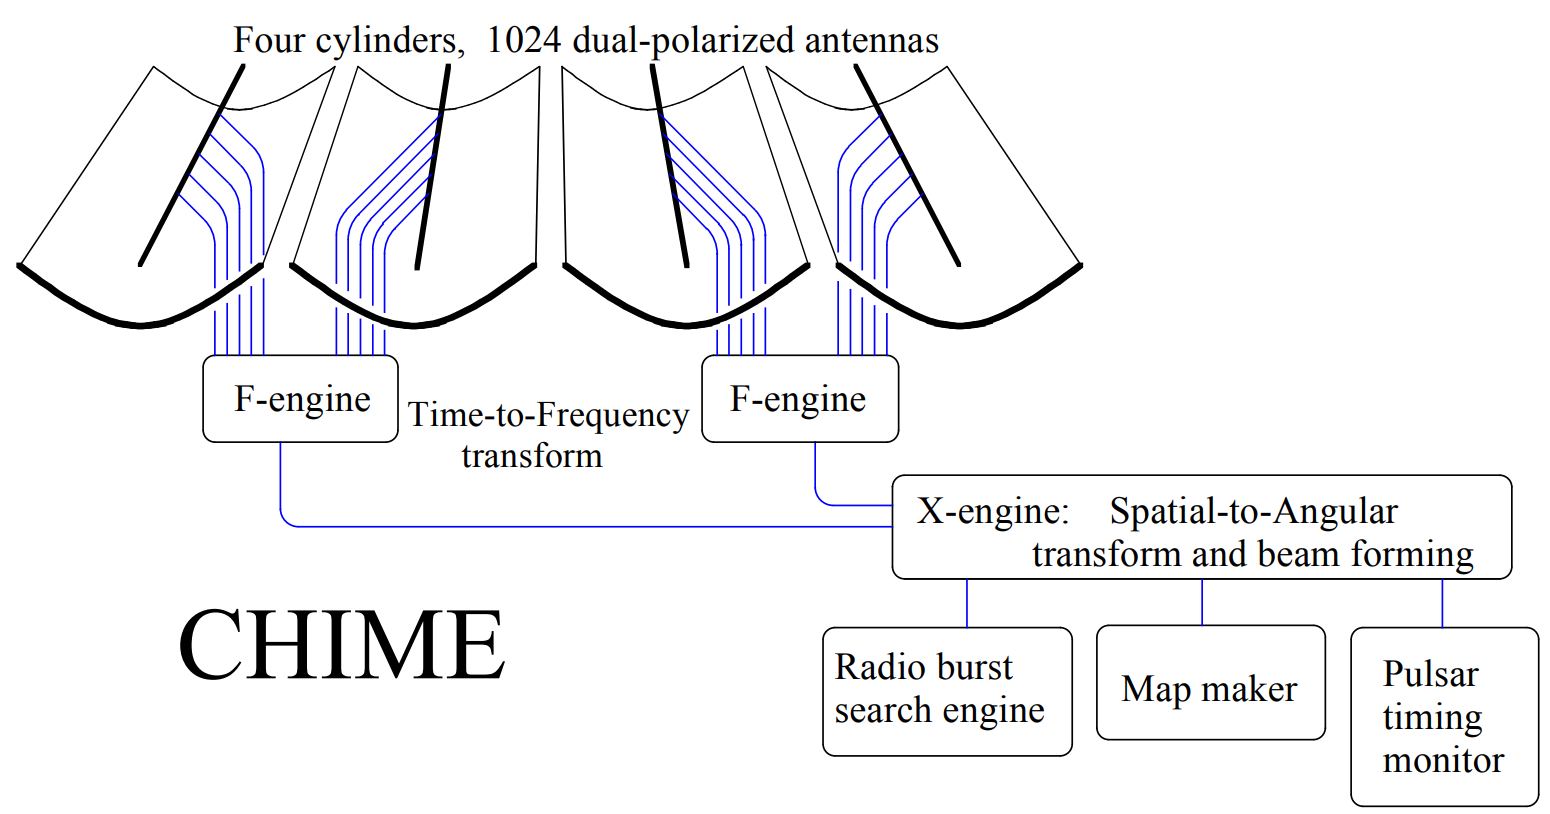 Four cylinders, 1024 dual-polarized antennas
F-engine
Time-to-Frequency
transform
F-engine
X-engine: Spatial-to-Angular
transform and beam forming
CHIME
Radio burst
search engine
Map maker
Pulsar
timing
monitor